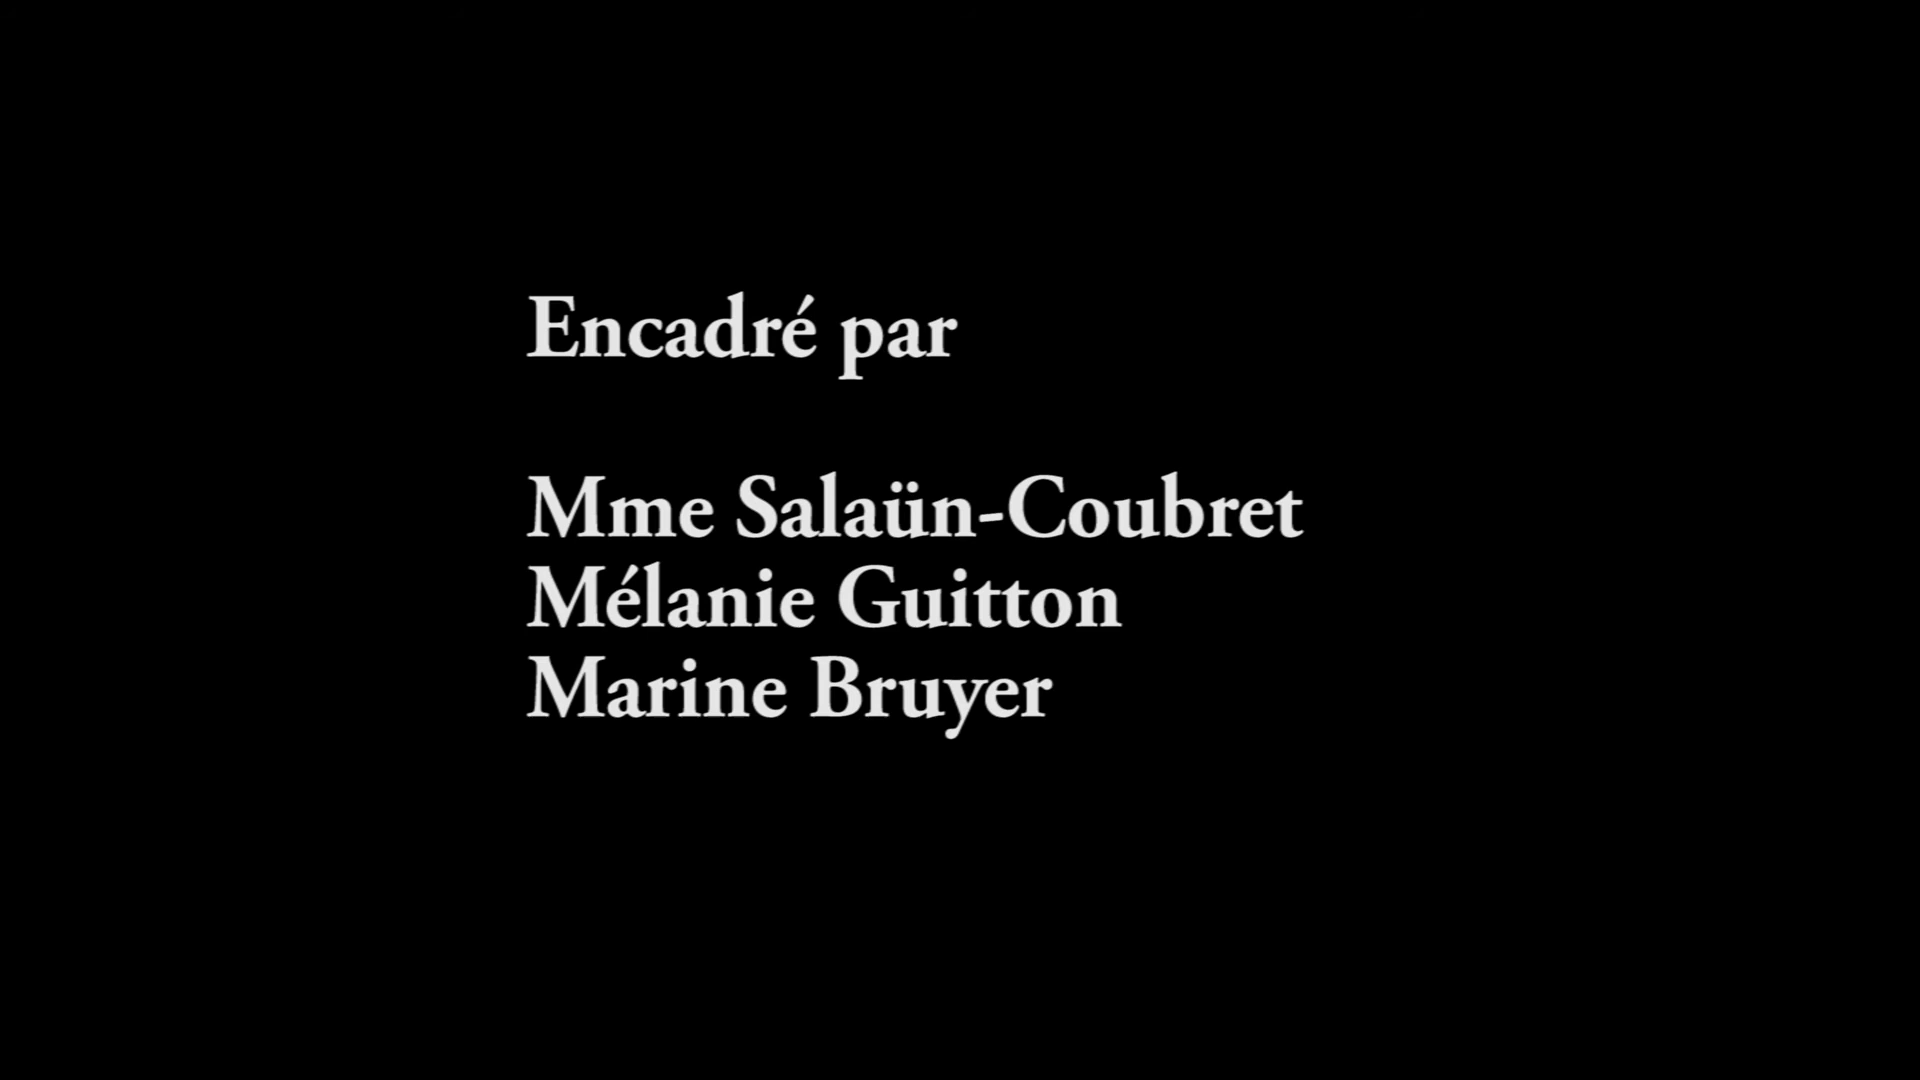 Encadré par
Mme Salaün-Coubret
Mélanie Guitton
Marine Bruyer